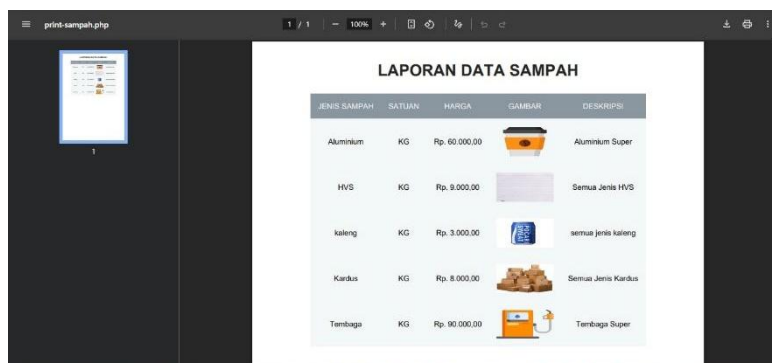 print-sampah.php
1 / 1
100%
1
LAPORAN DATA SAMPAH
JENIS SAMPAH SATUAN HARGA GAMBAR DESKRIPSI
Aluminium KG Rp. 60.000,00 Aluminium Super
HVS KG Rp. 9.000,00 Semua Jenis HVS
kaleng KG Rp. 3.000,00 semua jenis kaleng
Kardus KG Rp. 8.000,00 Semua Jenis Kardus
Tembaga KG Rp. 90.000,00 Tembaga Super